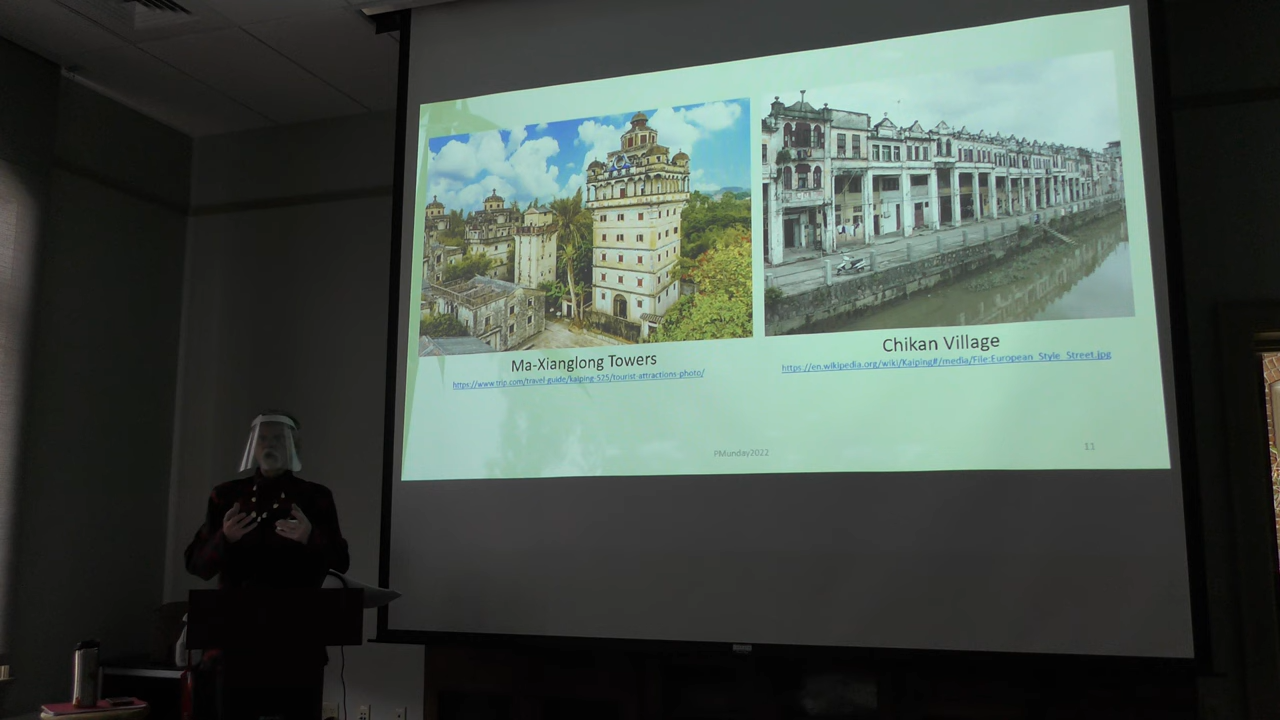 Ma-Xianglong Towers
https://www.trip.com/travel-guide/kaiping-525/tourist-attractions-photo/
Chikan Village
https://en.wikipedia.org/wiki/Kaiping#/media/File:European_Style_Street.jpg
PMunday2022
11